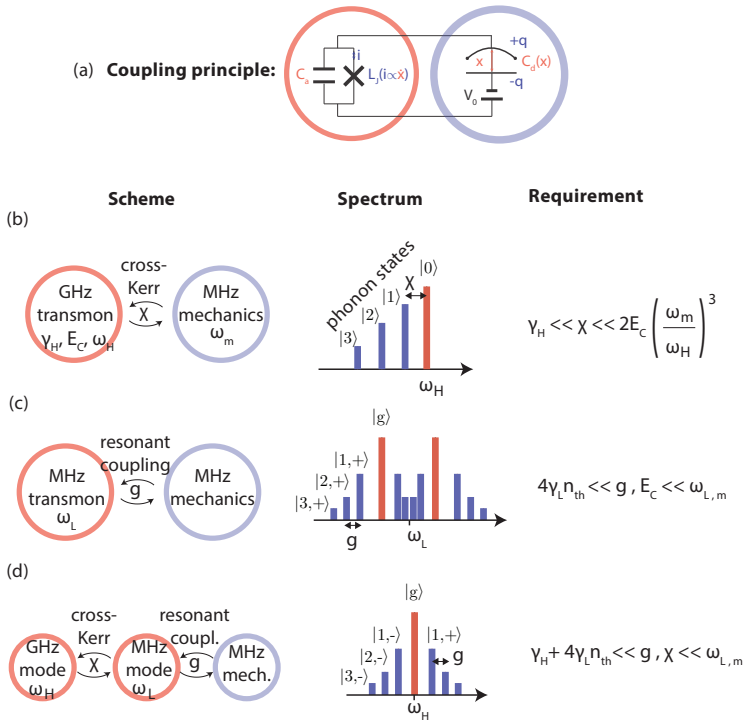 (a) Coupling principle:
C_a
i
L_J(i∝ẋ)
+q
x
C_d(x)
-q
V_0
Scheme
Spectrum
Requirement
(b)
cross-
Kerr
GHz
transmon
γ_H, E_C, ω_H
χ
MHz
mechanics
ω_m
phonon states
|3⟩
|2⟩
|1⟩
χ
|0⟩
ω_H
γ_H << χ << 2E_C (ω_m/ω_H)^3
(c)
resonant
coupling
MHz
transmon
ω_L
g
MHz
mechanics
|g⟩
|1,+⟩
|2,+⟩
|3,+⟩
g
ω_L
4γ_L n_th << g , E_C << ω_L,m
(d)
cross-
Kerr
resonant
coupl.
GHz
mode
ω_H
χ
MHz
mode
ω_L
g
MHz
mech.
|g⟩
|1,-⟩
|1,+⟩
|2,-⟩
g
|3,-⟩
ω_H
γ_H + 4γ_L n_th << g , χ << ω_L,m